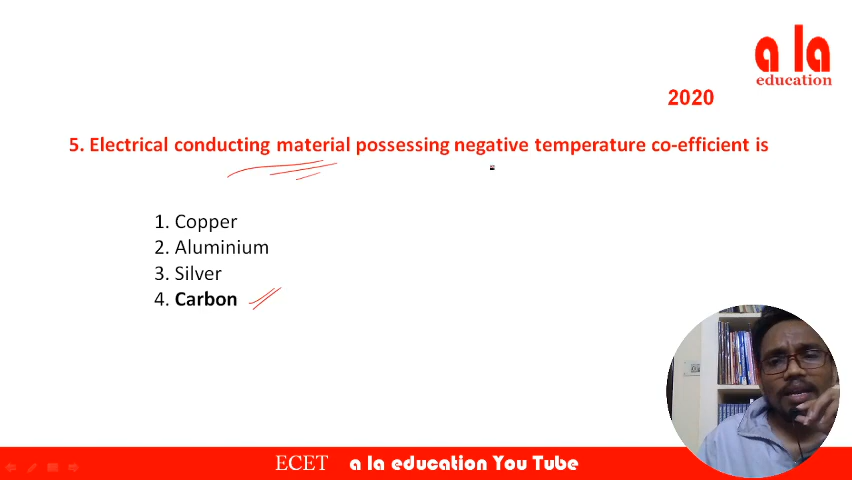 a la
education
2020
5. Electrical conducting material possessing negative temperature co-efficient is
1. Copper
2. Aluminium
3. Silver
4. Carbon
ECET a la education You Tube